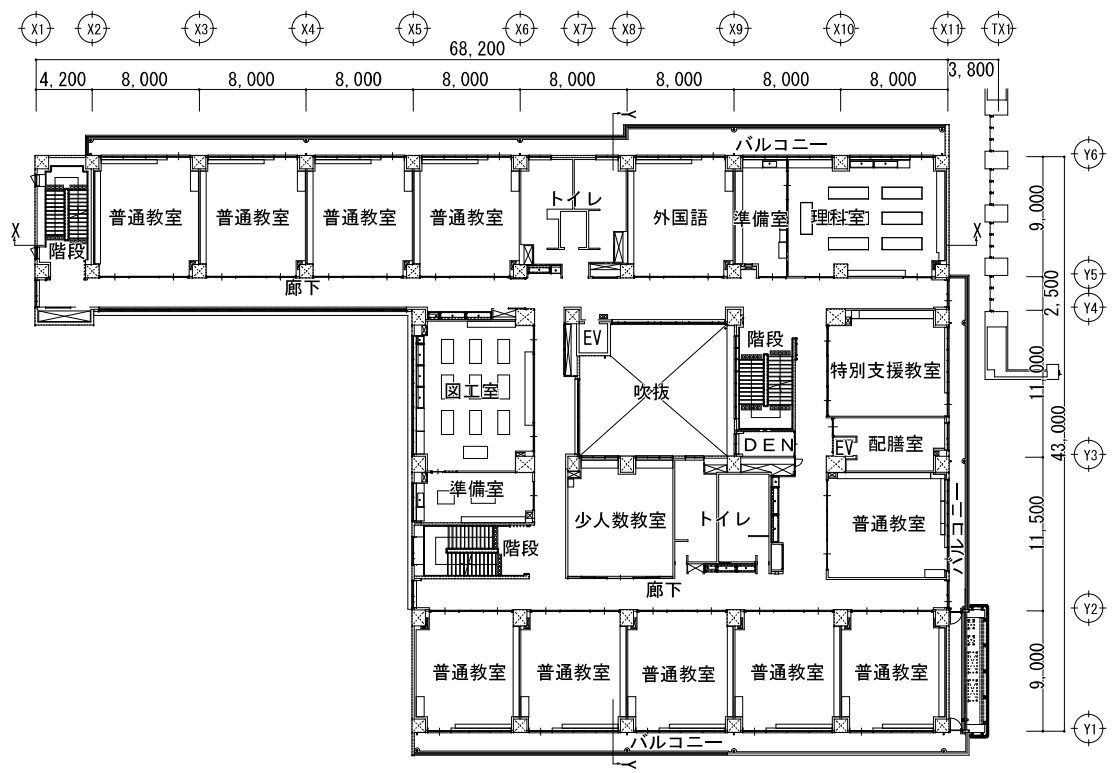 X1 X2 X3 X4 X5 X6 X7 X8 X9 X10 X11 TX1
68,200
4,200 8,000 8,000 8,000 8,000 8,000 8,000 8,000 8,000 3,800
Y
バルコニー
Y6
普通教室 普通教室 普通教室 普通教室 トイレ 外国語 準備室 理科室
9,000
X X
階段
Y5
廊下
2,500
Y4
EV 階段
図工室 吹抜 特別支援教室
11,000
43,000
DEN EV 配膳室
Y3
準備室
少人数教室 トイレ 普通教室
11,500
階段
バルコニー
廊下
Y2
普通教室 普通教室 普通教室 普通教室 普通教室
9,000
Y1
バルコニー
Y